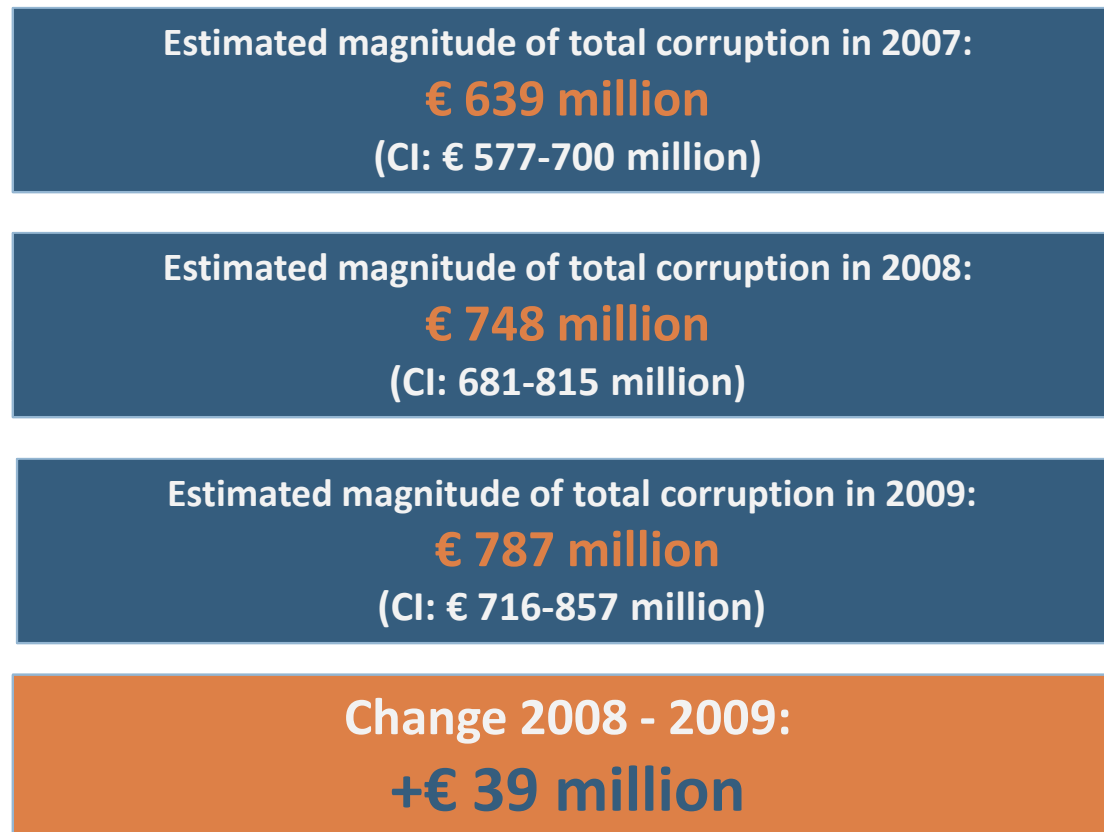 Estimated magnitude of total corruption in 2007:
€ 639 million
(CI: € 577-700 million)
Estimated magnitude of total corruption in 2008:
€ 748 million
(CI: 681-815 million)
Estimated magnitude of total corruption in 2009:
€ 787 million
(CI: € 716-857 million)
Change 2008 - 2009:
+€ 39 million